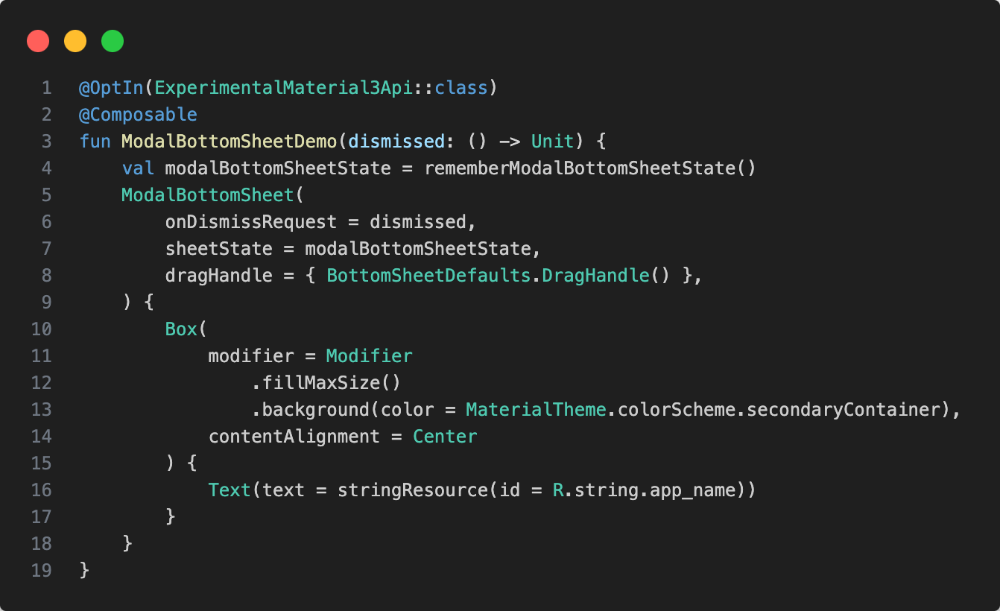 1 @OptIn(ExperimentalMaterial3Api::class)
2 @Composable
3 fun ModalBottomSheetDemo(dismissed: () -> Unit) {
4     val modalBottomSheetState = rememberModalBottomSheetState()
5     ModalBottomSheet(
6         onDismissRequest = dismissed,
7         sheetState = modalBottomSheetState,
8         dragHandle = { BottomSheetDefaults.DragHandle() },
9     ) {
10         Box(
11             modifier = Modifier
12                 .fillMaxSize()
13                 .background(color = MaterialTheme.colorScheme.secondaryContainer),
14             contentAlignment = Center
15         ) {
16             Text(text = stringResource(id = R.string.app_name))
17         }
18     }
19 }